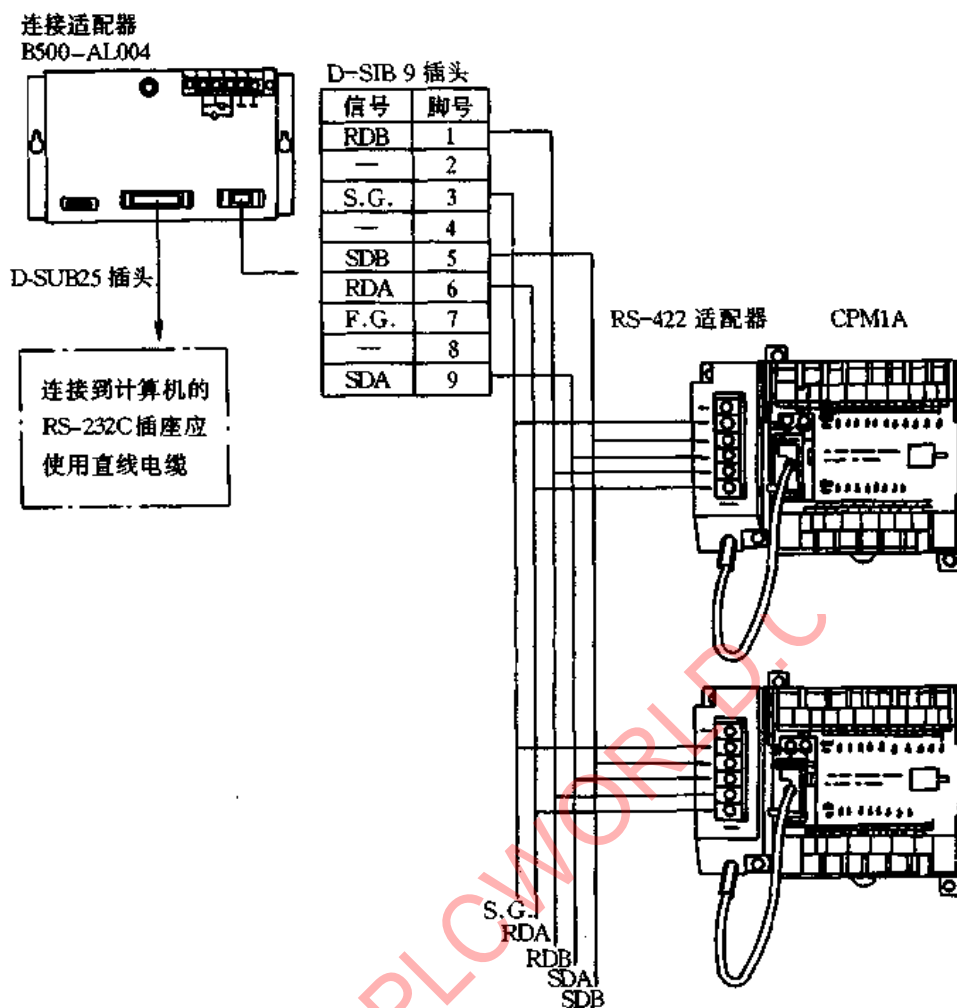 连接适配器
B500-AL004
D-SIB 9 插头
信号 脚号
RDB 1
— 2
S.G. 3
— 4
SDB 5
RDA 6
F.G. 7
— 8
SDA 9
D-SUB25 插头
连接到计算机的
RS-232C插座应
使用直线电缆
RS-422 适配器 CPM1A
S.G.
RDA
RDB
SDA
SDB
PLCWORLD.C